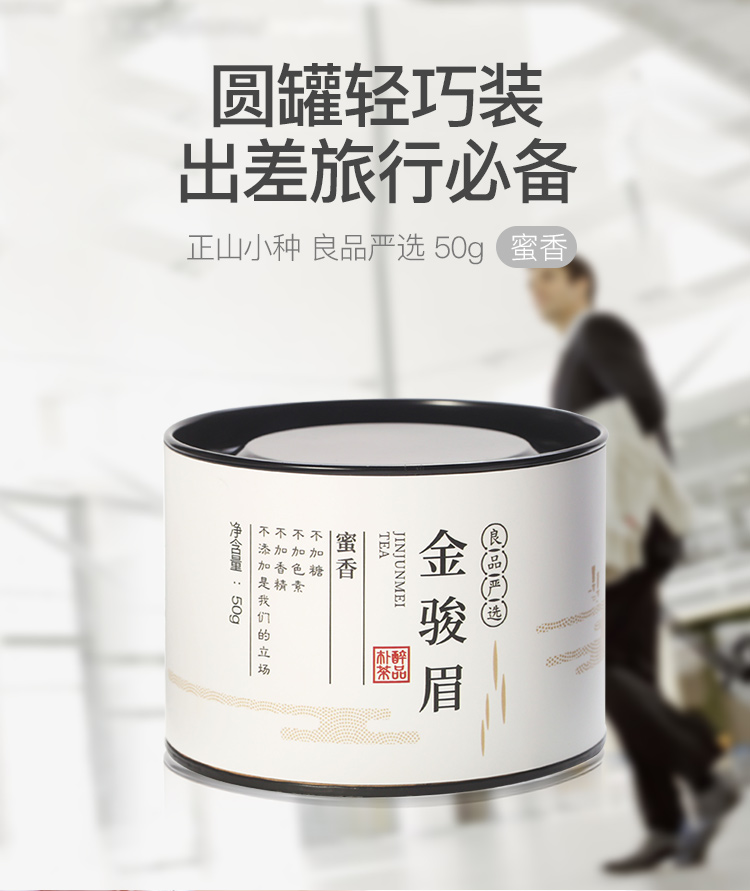 圆罐轻巧装
出差旅行必备
正山小种 良品严选 50g 蜜香
良品严选
金骏眉
JINJUNMEI
TEA
醉品
朴茶
蜜香
不加糖
不加色素
不加香精
不添加是我们的立场
净含量：50g